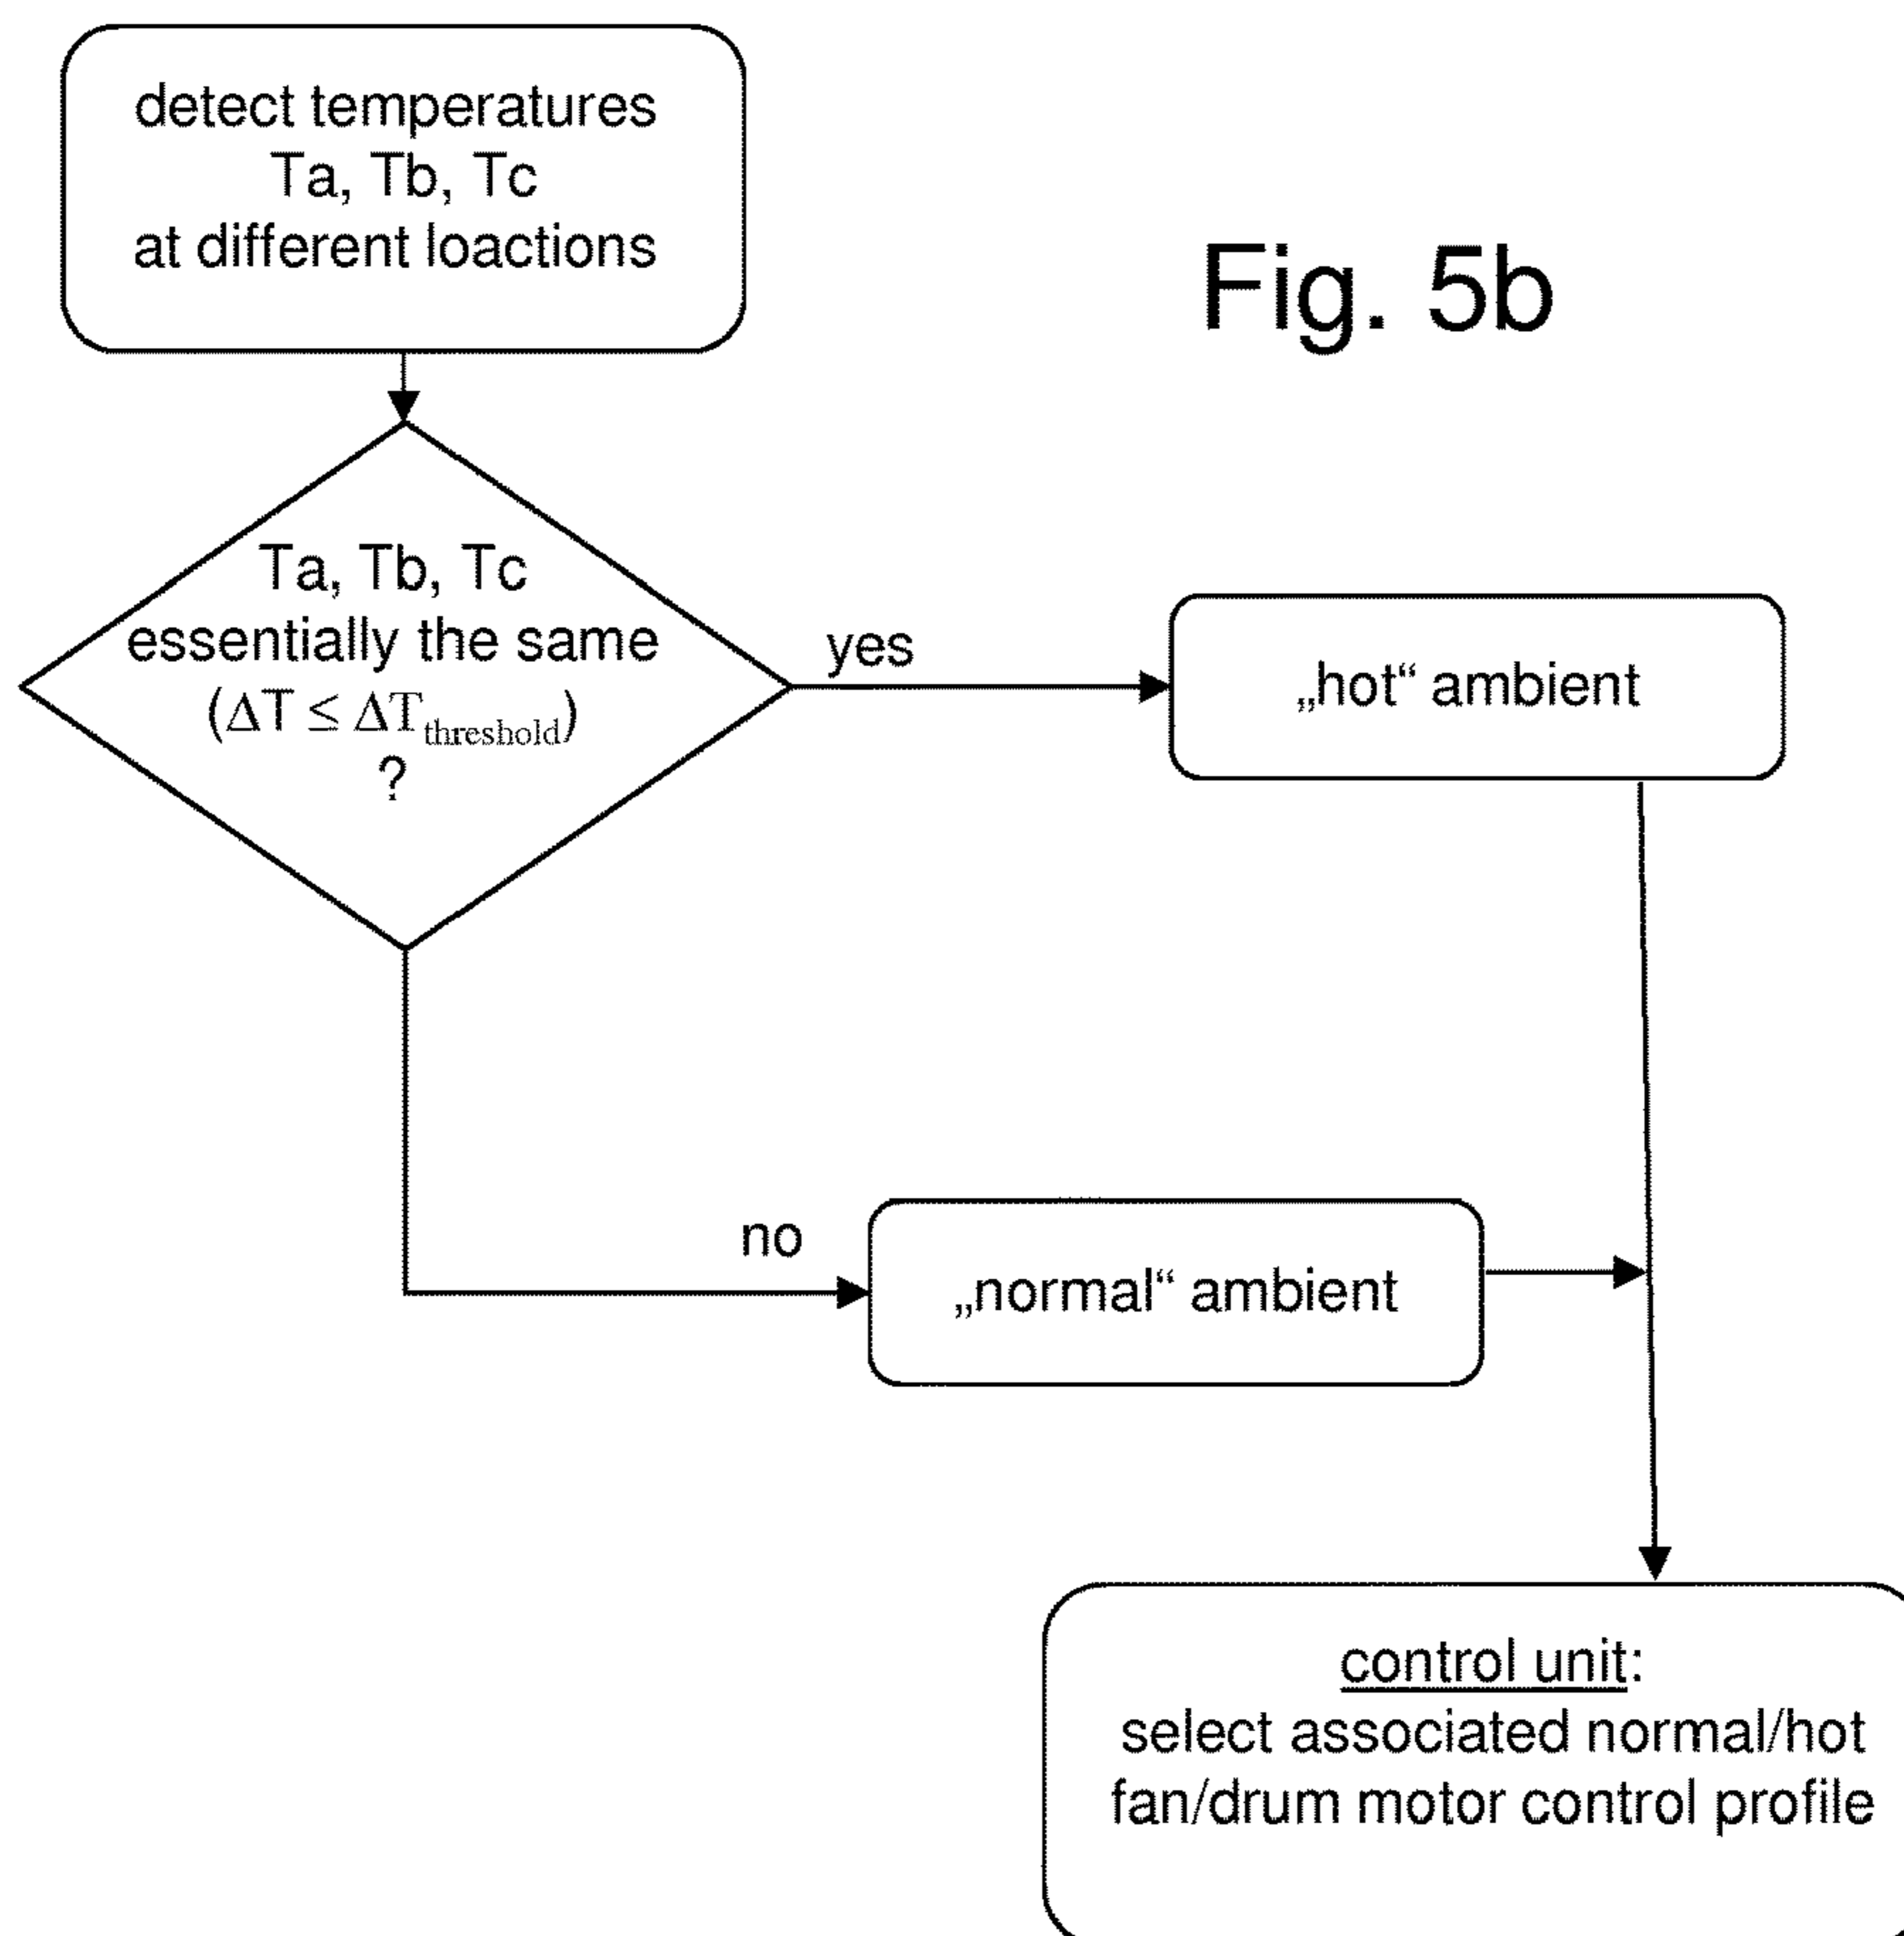 detect temperatures
Ta, Tb, Tc
at different loactions
Fig. 5b
Ta, Tb, Tc
essentially the same
(ΔT ≤ ΔTthreshold)
?
yes
„hot“ ambient
no
„normal“ ambient
control unit:
select associated normal/hot
fan/drum motor control profile